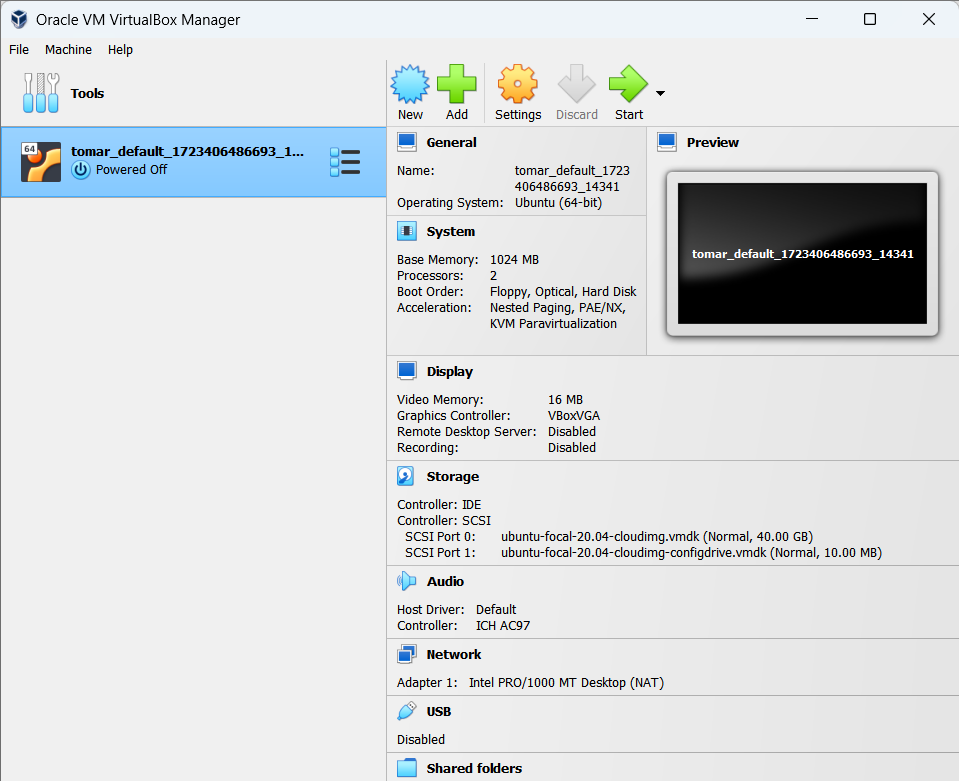 Oracle VM VirtualBox Manager
File Machine Help
Tools
New Add Settings Discard Start
64
tomar_default_1723406486693_1...
Powered Off
General
Name: tomar_default_1723
406486693_14341
Operating System: Ubuntu (64-bit)
System
Base Memory: 1024 MB
Processors: 2
Boot Order: Floppy, Optical, Hard Disk
Acceleration: Nested Paging, PAE/NX,
KVM Paravirtualization
Preview
tomar_default_1723406486693_14341
Display
Video Memory: 16 MB
Graphics Controller: VBoxVGA
Remote Desktop Server: Disabled
Recording: Disabled
Storage
Controller: IDE
Controller: SCSI
SCSI Port 0: ubuntu-focal-20.04-cloudimg.vmdk (Normal, 40.00 GB)
SCSI Port 1: ubuntu-focal-20.04-cloudimg-configdrive.vmdk (Normal, 10.00 MB)
Audio
Host Driver: Default
Controller: ICH AC97
Network
Adapter 1: Intel PRO/1000 MT Desktop (NAT)
USB
Disabled
Shared folders